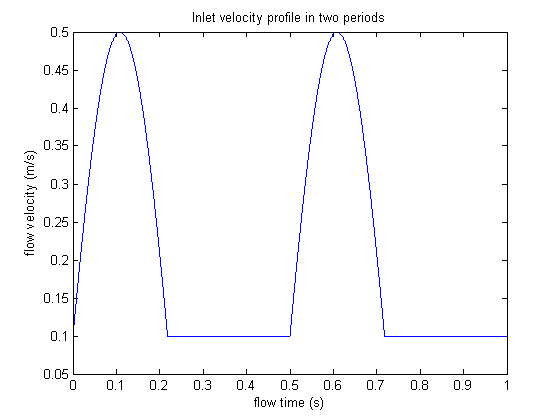 Inlet velocity profile in two periods
0.5
0.45
0.4
0.35
0.3
0.25
0.2
0.15
0.1
0.05
flow velocity (m/s)
0 0.1 0.2 0.3 0.4 0.5 0.6 0.7 0.8 0.9 1
flow time (s)